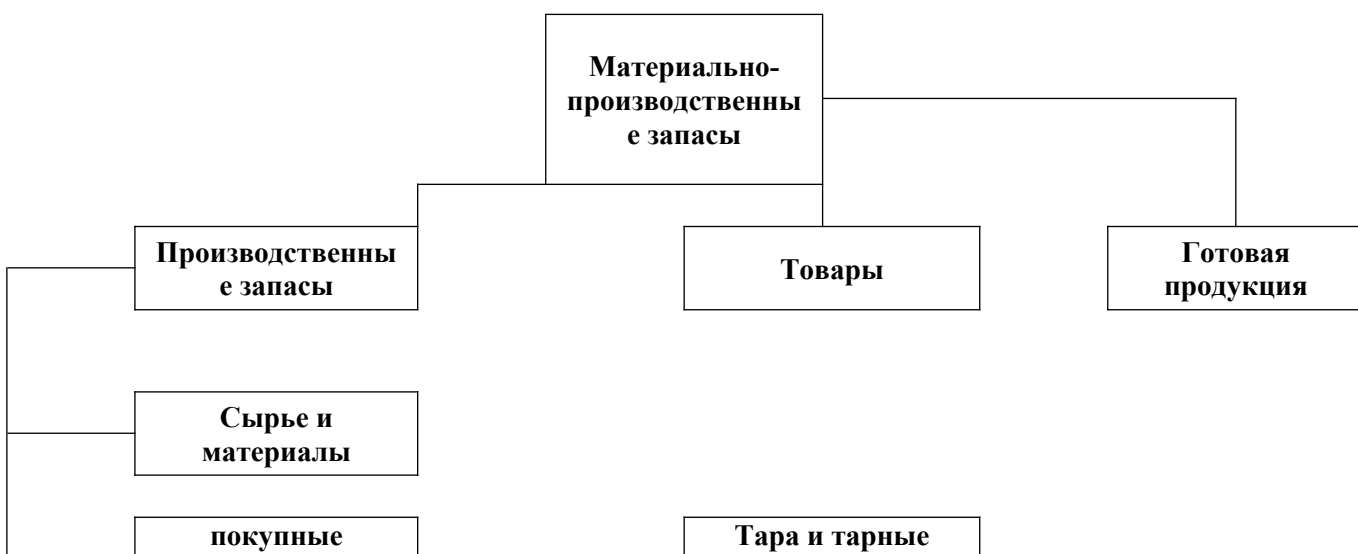 Материально-
производственны
е запасы
Производственны
е запасы
Товары
Готовая
продукция
Сырье и
материалы
покупные
Тара и тарные